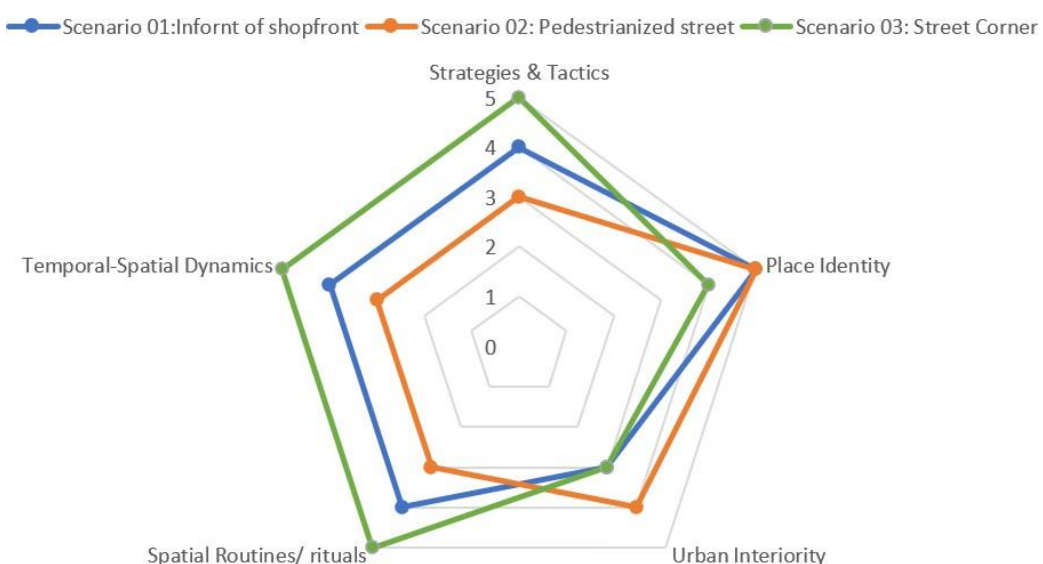 Scenario 01:Infornt of shopfront Scenario 02: Pedestrianized street Scenario 03: Street Corner
Strategies & Tactics
5
4
3
2
1
0
Place Identity
Temporal-Spatial Dynamics
Spatial Routines/ rituals
Urban Interiority